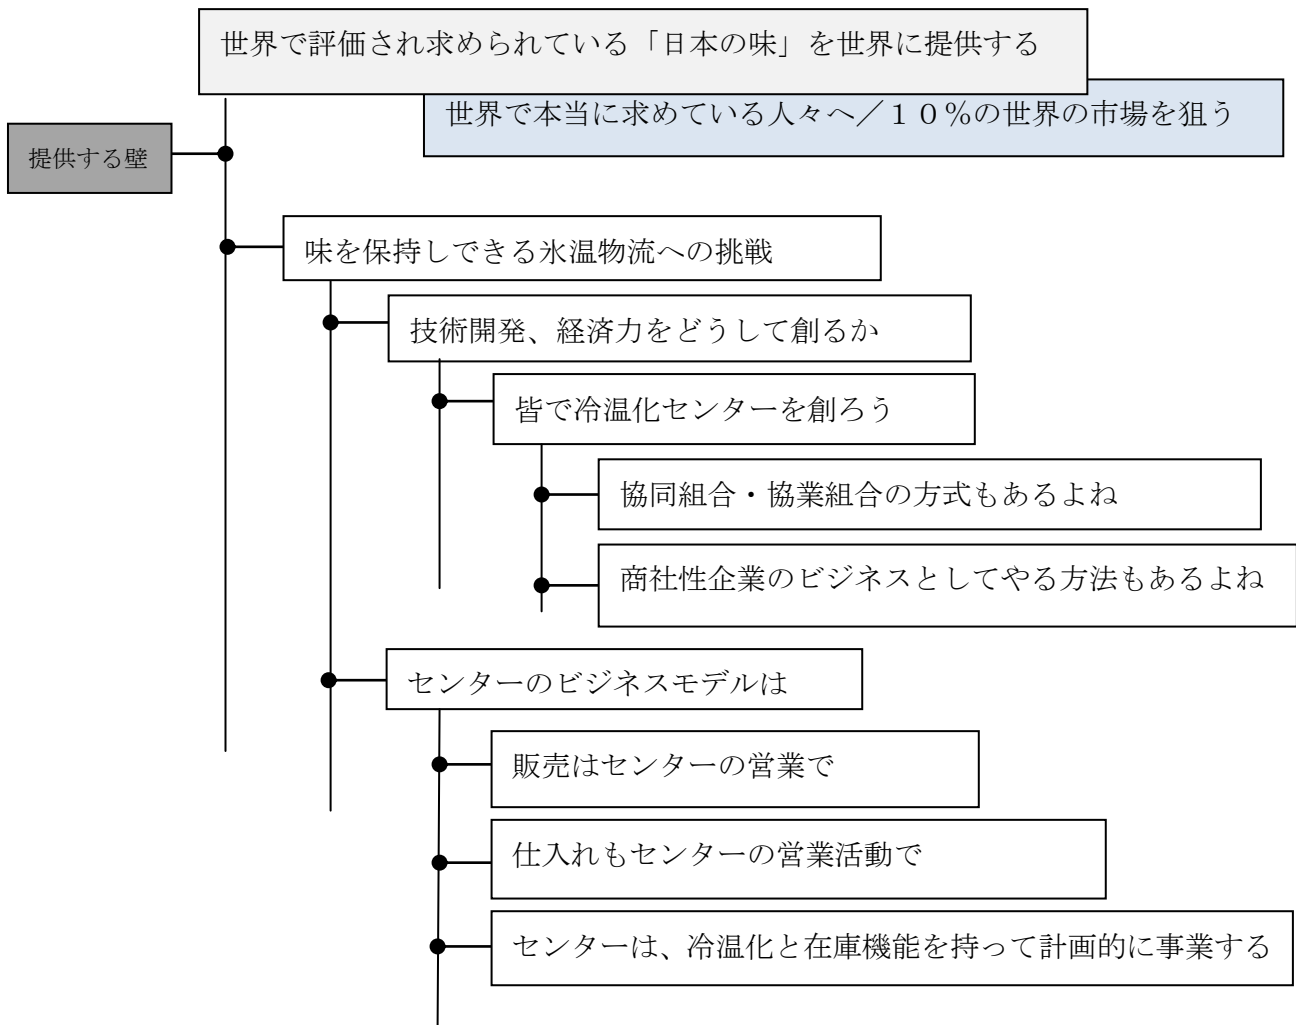 世界で評価され求められている「日本の味」を世界に提供する
世界で本当に求めている人々へ／１０％の世界の市場を狙う
提供する壁
味を保持しできる氷温物流への挑戦
技術開発、経済力をどうして創るか
皆で冷温化センターを創ろう
協同組合・協業組合の方式もあるよね
商社性企業のビジネスとしてやる方法もあるよね
センターのビジネスモデルは
販売はセンターの営業で
仕入れもセンターの営業活動で
センターは、冷温化と在庫機能を持って計画的に事業する